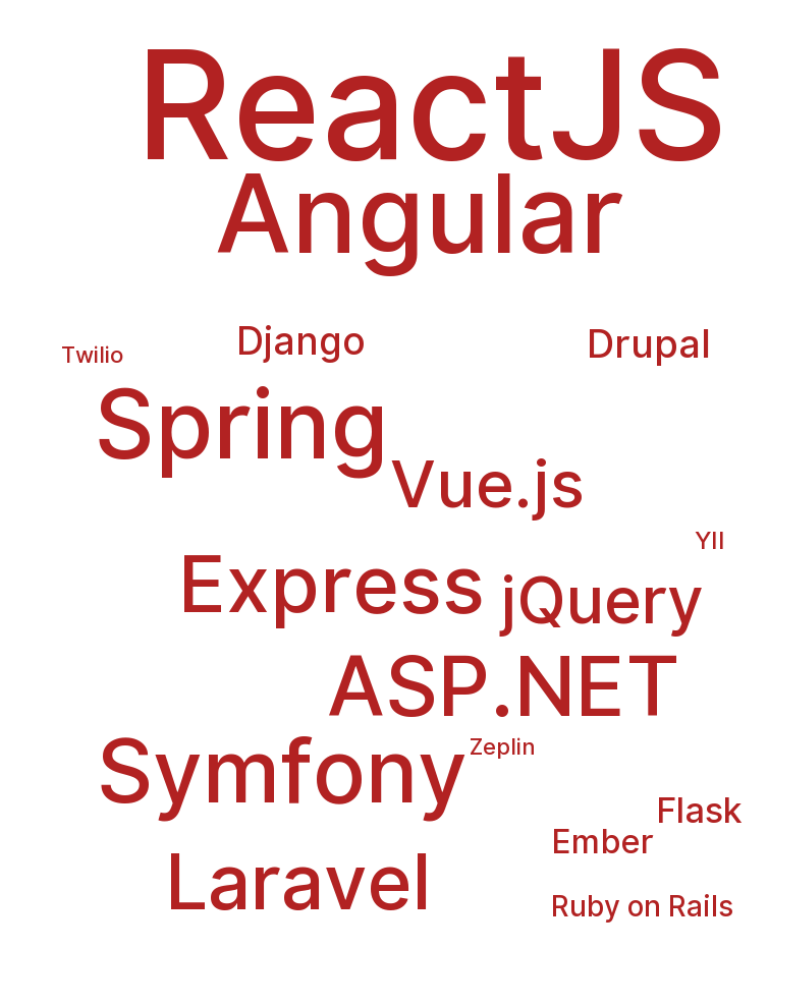 ReactJS
Angular
Twilio
Django
Drupal
Spring
Vue.js
YII
Express
jQuery
ASP.NET
Symfony
Zeplin
Flask
Ember
Laravel
Ruby on Rails